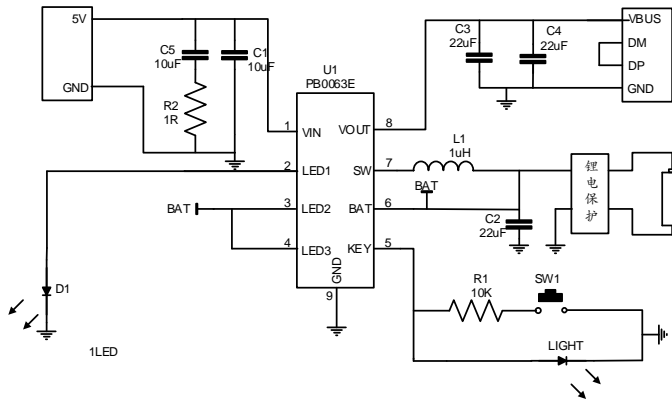 5V
GND
C5
10uF
C1
10uF
R2
1R
U1
PB0063E
1
VIN
2
LED1
3
LED2
4
LED3
GND
9
VOUT
8
SW
7
BAT
6
KEY
5
BAT
D1
1LED
L1
1uH
BAT
C2
22uF
C3
22uF
C4
22uF
VBUS
DM
DP
GND
锂电保护
R1
10K
SW1
LIGHT